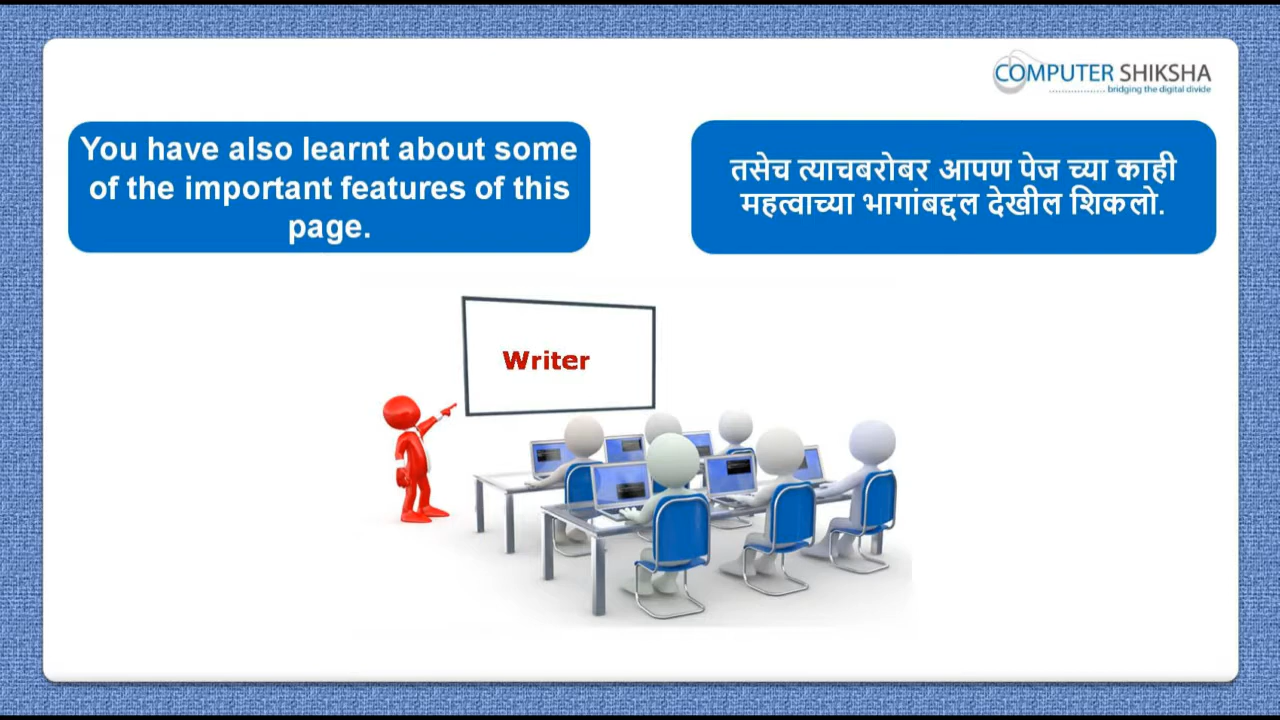 COMPUTER SHIKSHA
bridging the digital divide
You have also learnt about some
of the important features of this
page.
तसेच त्याचबरोबर आपण पेज च्या काही
महत्वाच्या भागांबद्दल देखील शिकलो.
Writer